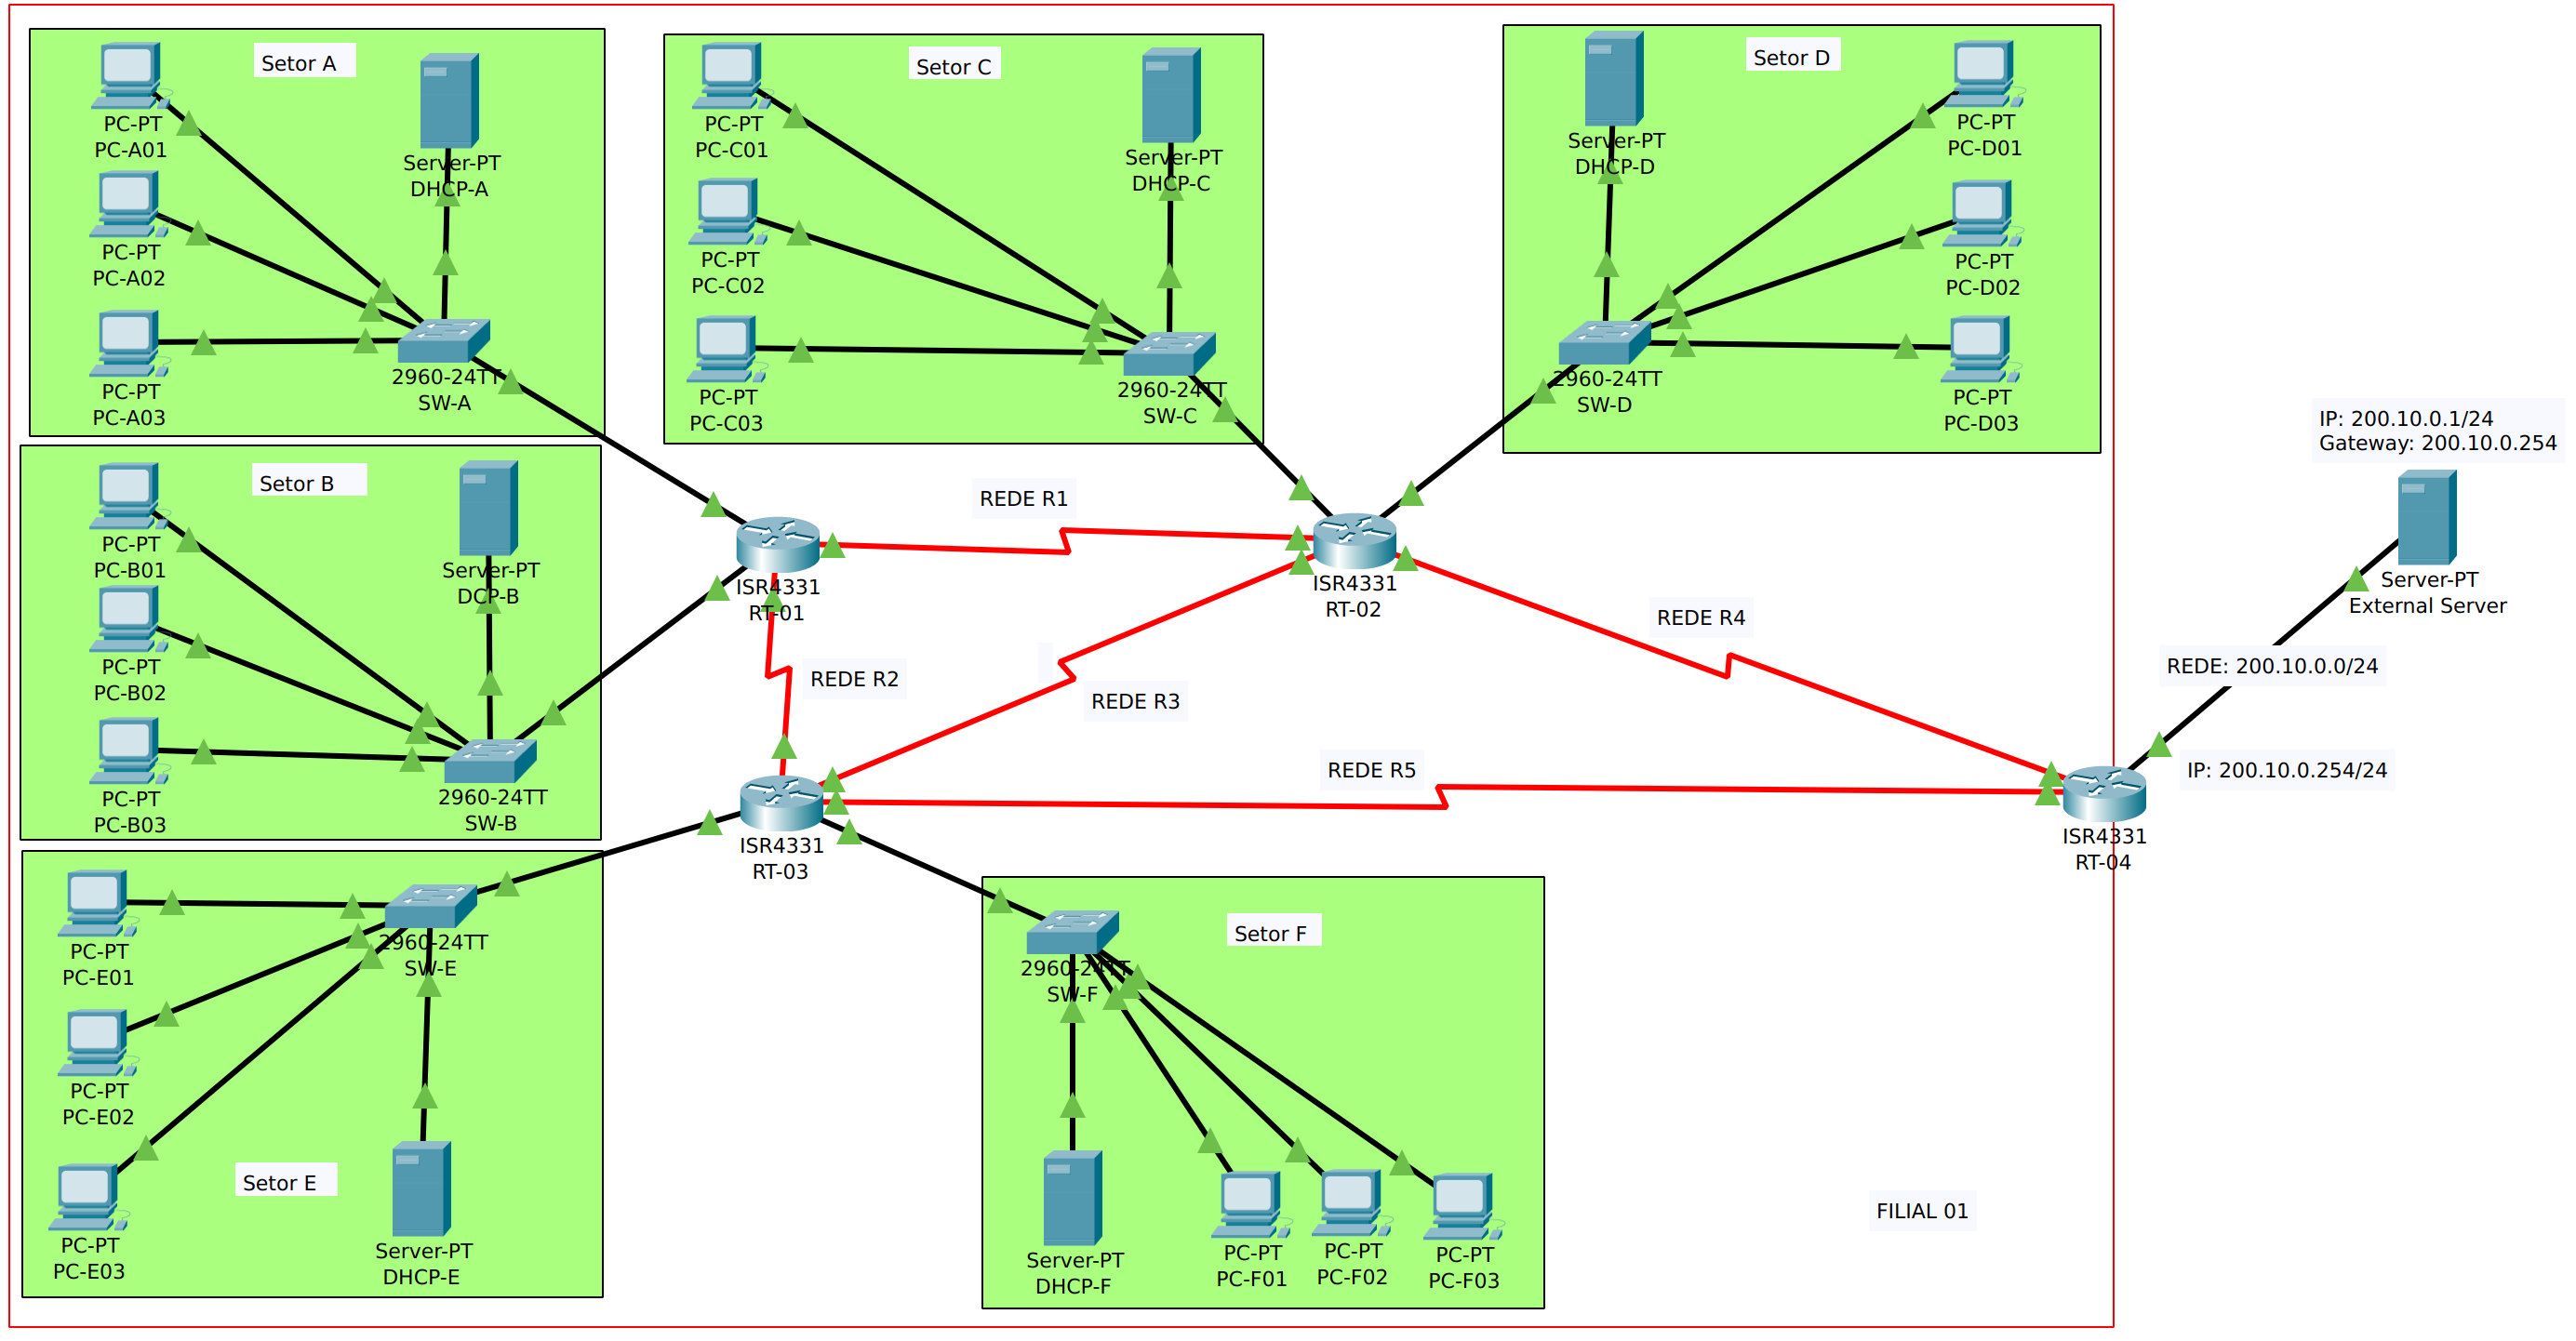 Setor A
PC-PT
PC-A01
Server-PT
DHCP-A
PC-PT
PC-A02
PC-PT
PC-A03
2960-24TT
SW-A
Setor C
PC-PT
PC-C01
Server-PT
DHCP-C
PC-PT
PC-C02
PC-PT
PC-C03
2960-24TT
SW-C
Setor D
Server-PT
DHCP-D
PC-PT
PC-D01
PC-PT
PC-D02
PC-PT
PC-D03
2960-24TT
SW-D
IP: 200.10.0.1/24
Gateway: 200.10.0.254
Server-PT
External Server
REDE: 200.10.0.0/24
IP: 200.10.0.254/24
Setor B
PC-PT
PC-B01
Server-PT
DCP-B
PC-PT
PC-B02
PC-PT
PC-B03
2960-24TT
SW-B
REDE R1
ISR4331
RT-01
ISR4331
RT-02
REDE R2
REDE R3
REDE R4
REDE R5
ISR4331
RT-03
ISR4331
RT-04
PC-PT
PC-E01
2960-24TT
SW-E
PC-PT
PC-E02
Setor E
PC-PT
PC-E03
Server-PT
DHCP-E
Setor F
2960-24TT
SW-F
Server-PT
DHCP-F
PC-PT
PC-F01
PC-PT
PC-F02
PC-PT
PC-F03
FILIAL 01